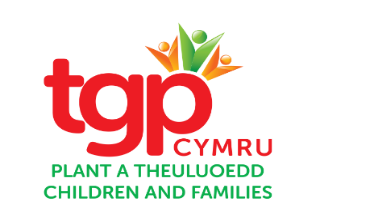 tgp
CYMRU
PLANT A THEULUOEDD
CHILDREN AND FAMILIES